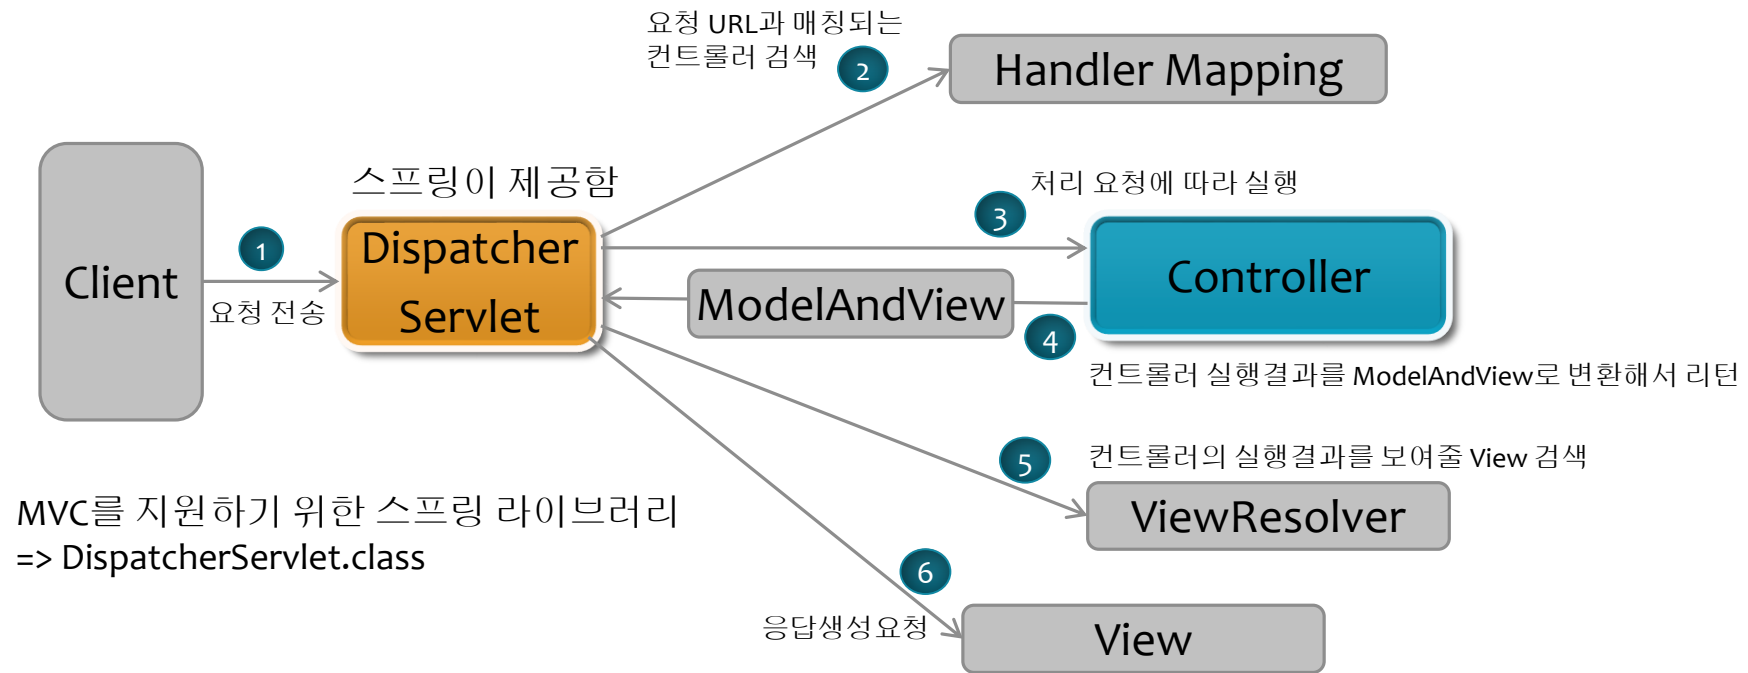 요청 URL과 매칭되는
컨트롤러 검색
2
Handler Mapping
스프링이 제공함
처리 요청에 따라 실행
3
1
Client
요청 전송
Dispatcher
Servlet
ModelAndView
Controller
4
컨트롤러 실행결과를 ModelAndView로 변환해서 리턴
5
컨트롤러의 실행결과를 보여줄 View 검색
ViewResolver
MVC를 지원하기 위한 스프링 라이브러리
=> DispatcherServlet.class
6
응답생성요청
View